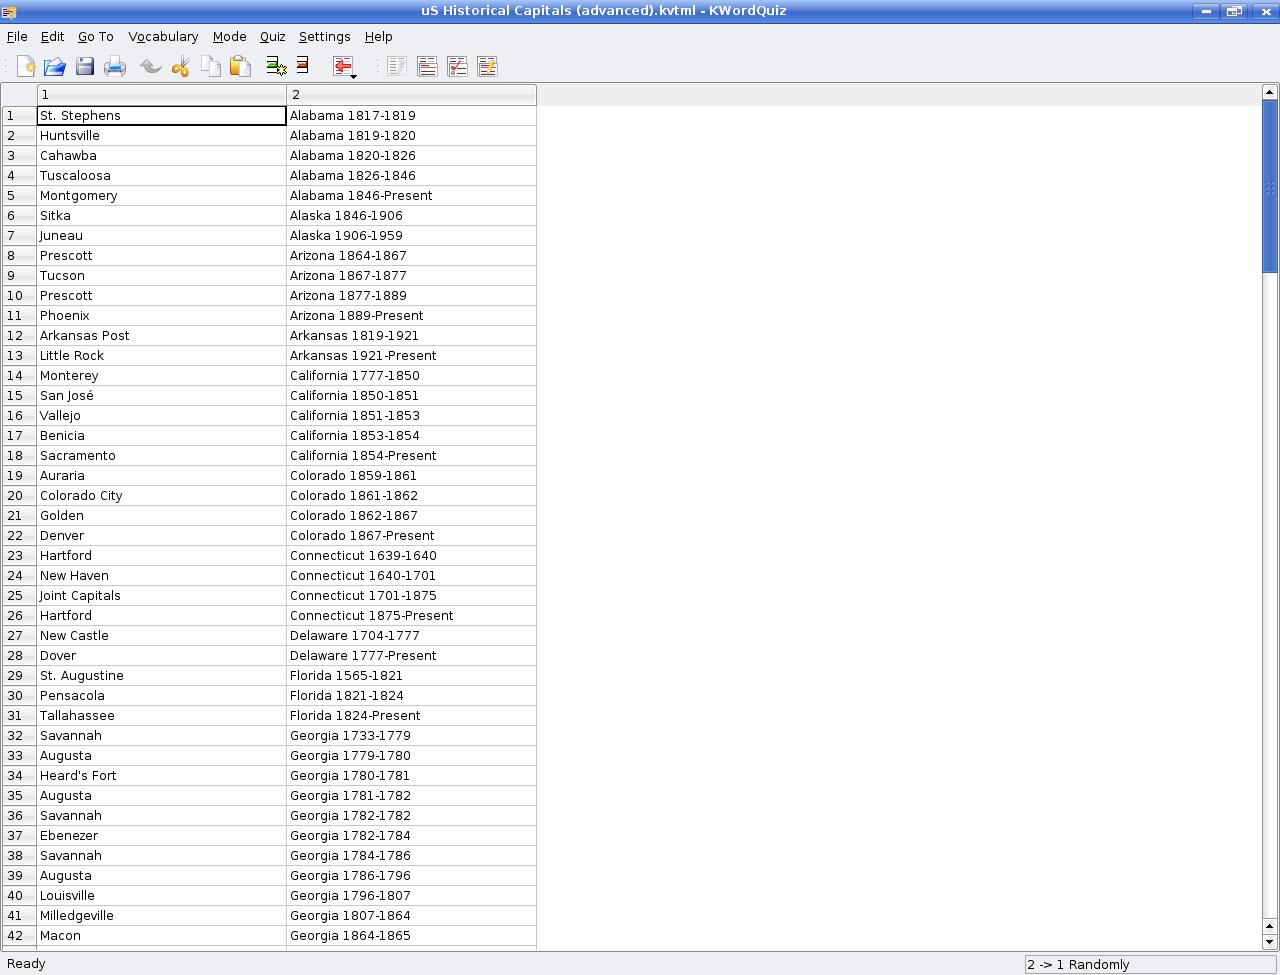 uS Historical Capitals (advanced).kvtml - KWordQuiz
File Edit Go To Vocabulary Mode Quiz Settings Help
1 2
1 St. Stephens Alabama 1817-1819
2 Huntsville Alabama 1819-1820
3 Cahawba Alabama 1820-1826
4 Tuscaloosa Alabama 1826-1846
5 Montgomery Alabama 1846-Present
6 Sitka Alaska 1846-1906
7 Juneau Alaska 1906-1959
8 Prescott Arizona 1864-1867
9 Tucson Arizona 1867-1877
10 Prescott Arizona 1877-1889
11 Phoenix Arizona 1889-Present
12 Arkansas Post Arkansas 1819-1921
13 Little Rock Arkansas 1921-Present
14 Monterey California 1777-1850
15 San José California 1850-1851
16 Vallejo California 1851-1853
17 Benicia California 1853-1854
18 Sacramento California 1854-Present
19 Auraria Colorado 1859-1861
20 Colorado City Colorado 1861-1862
21 Golden Colorado 1862-1867
22 Denver Colorado 1867-Present
23 Hartford Connecticut 1639-1640
24 New Haven Connecticut 1640-1701
25 Joint Capitals Connecticut 1701-1875
26 Hartford Connecticut 1875-Present
27 New Castle Delaware 1704-1777
28 Dover Delaware 1777-Present
29 St. Augustine Florida 1565-1821
30 Pensacola Florida 1821-1824
31 Tallahassee Florida 1824-Present
32 Savannah Georgia 1733-1779
33 Augusta Georgia 1779-1780
34 Heard's Fort Georgia 1780-1781
35 Augusta Georgia 1781-1782
36 Savannah Georgia 1782-1782
37 Ebenezer Georgia 1782-1784
38 Savannah Georgia 1784-1786
39 Augusta Georgia 1786-1796
40 Louisville Georgia 1796-1807
41 Milledgeville Georgia 1807-1864
42 Macon Georgia 1864-1865
Ready 2 -> 1 Randomly